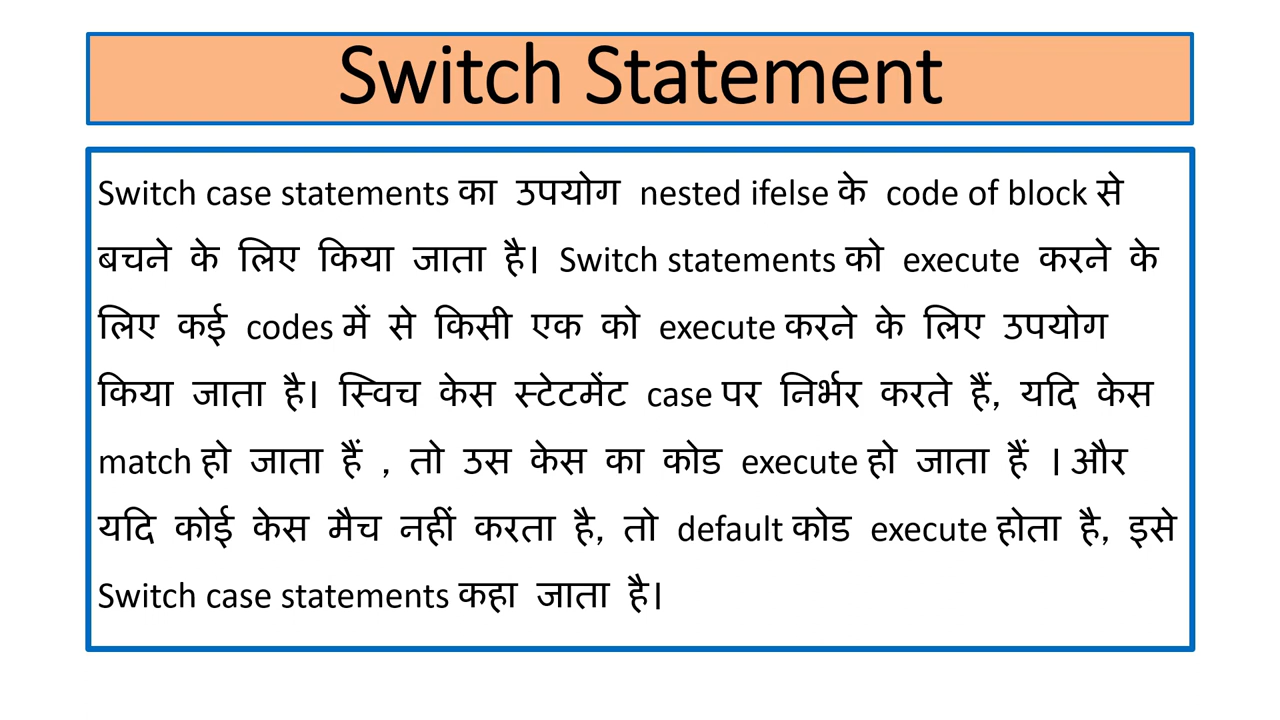 Switch Statement
Switch case statements का उपयोग nested ifelse के code of block से
बचने के लिए किया जाता है। Switch statements को execute करने के
लिए कई codes में से किसी एक को execute करने के लिए उपयोग
किया जाता है। स्विच केस स्टेटमेंट case पर निर्भर करते हैं, यदि केस
match हो जाता हैं , तो उस केस का कोड execute हो जाता हैं । और
यदि कोई केस मैच नहीं करता है, तो default कोड execute होता है, इसे
Switch case statements कहा जाता है।